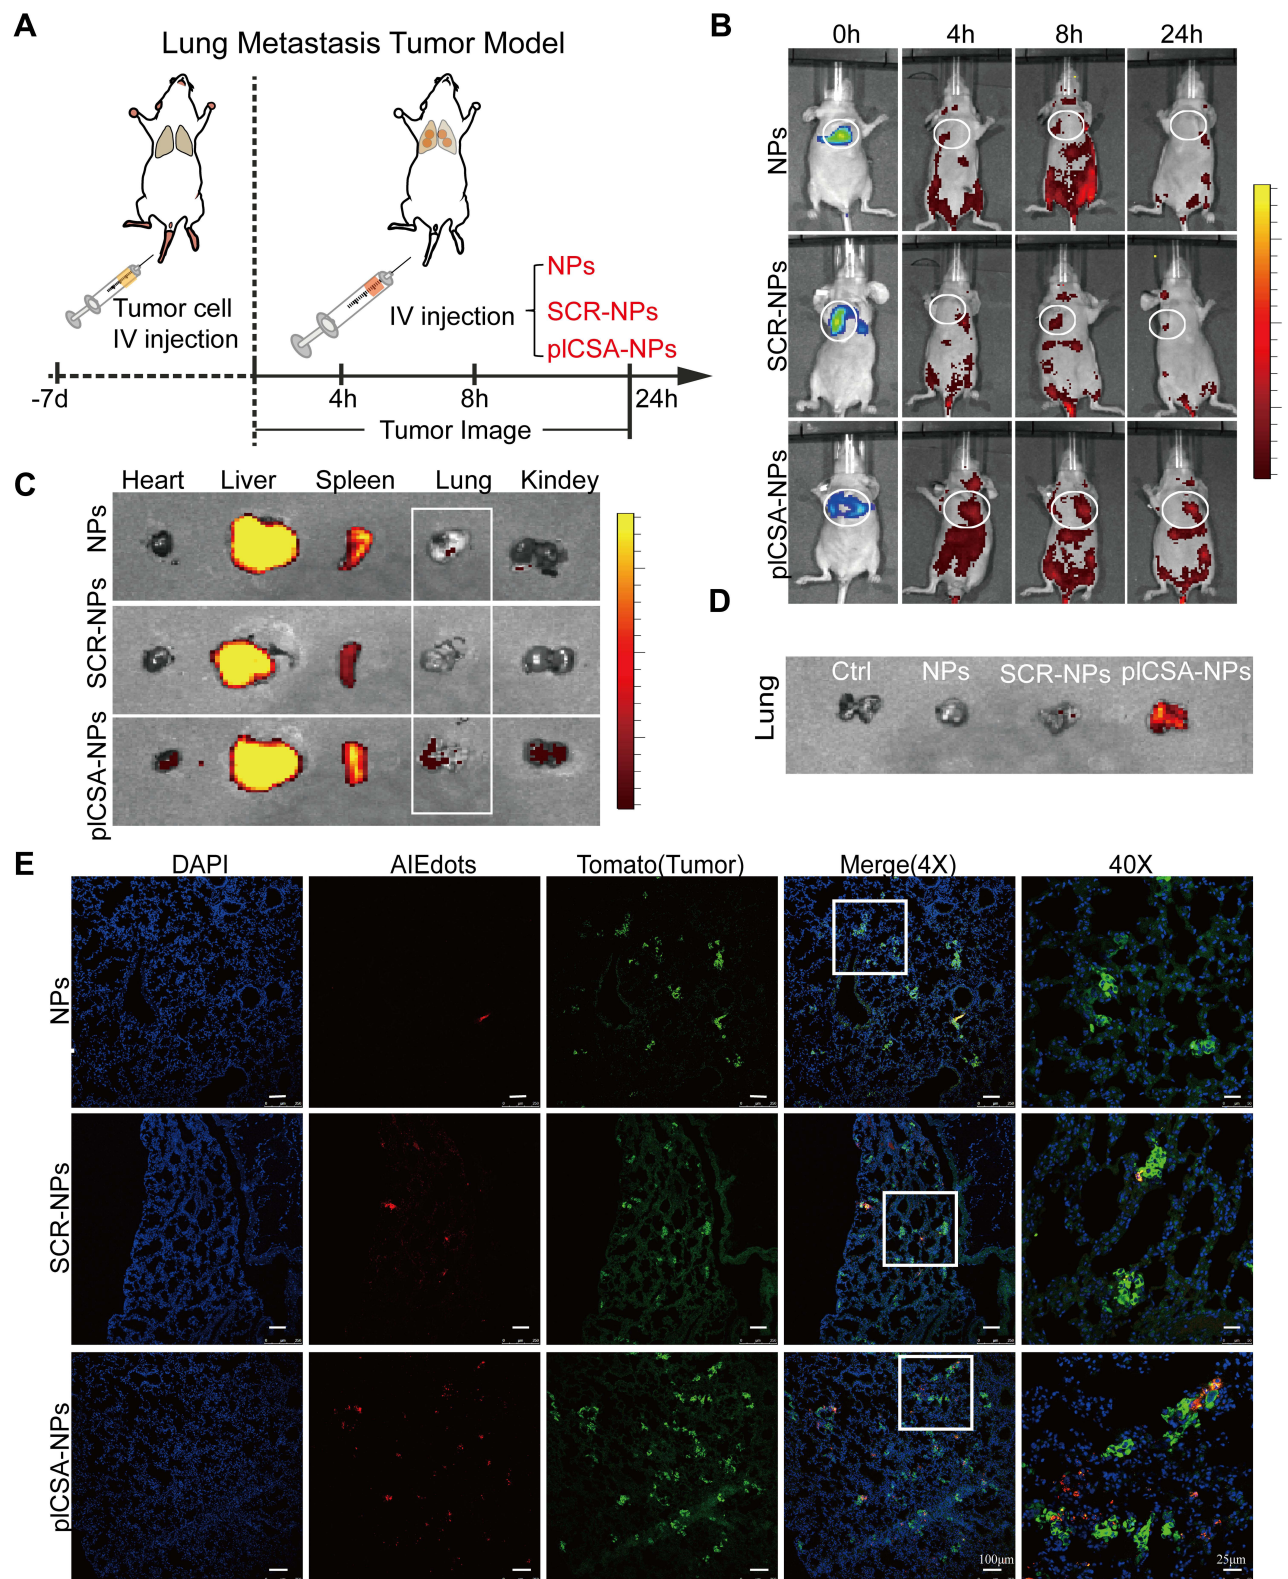 A
Lung Metastasis Tumor Model
Tumor cell
IV injection
IV injection
NPs
SCR-NPs
plCSA-NPs
-7d
4h
8h
24h
Tumor Image
B
0h 4h 8h 24h
NPs
SCR-NPs
plCSA-NPs
C
Heart Liver Spleen Lung Kindey
NPs
SCR-NPs
plCSA-NPs
D
Lung
Ctrl NPs SCR-NPs plCSA-NPs
E
DAPI AIEdots Tomato(Tumor) Merge(4X) 40X
NPs
SCR-NPs
plCSA-NPs
100μm
25μm